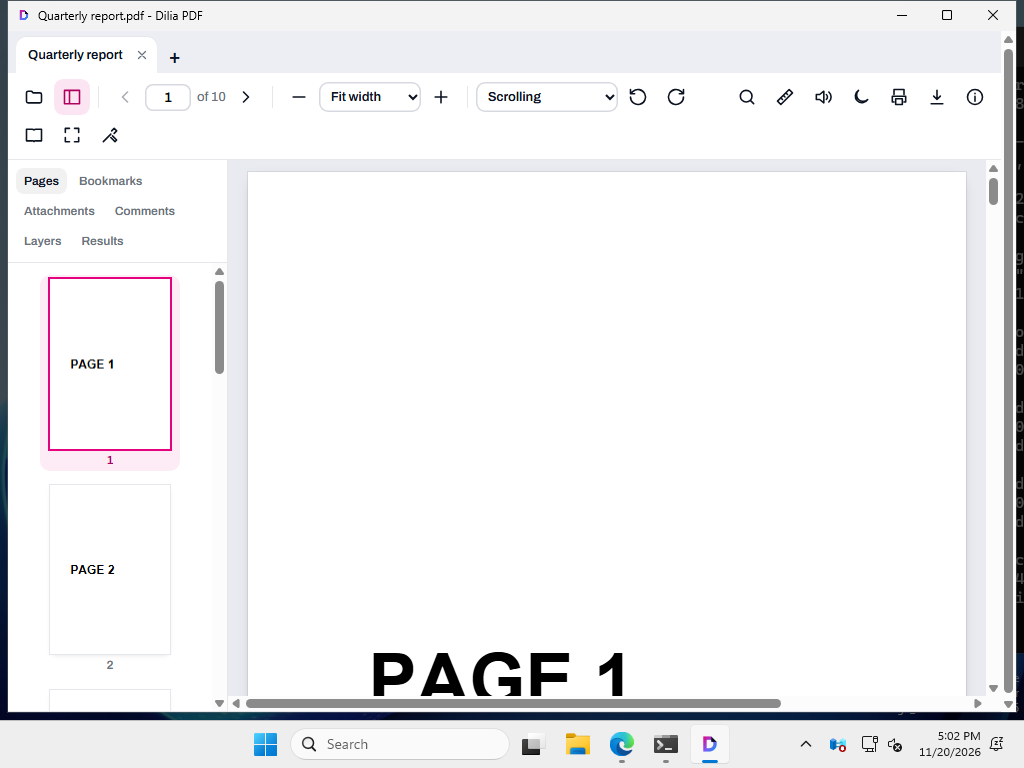 Quarterly report.pdf - Dilia PDF
Quarterly report
1 of 10 Fit width Scrolling
Pages Bookmarks
Attachments Comments
Layers Results
PAGE 1
1
PAGE 2
2
PAGE 1
Search
5:02 PM
11/20/2026